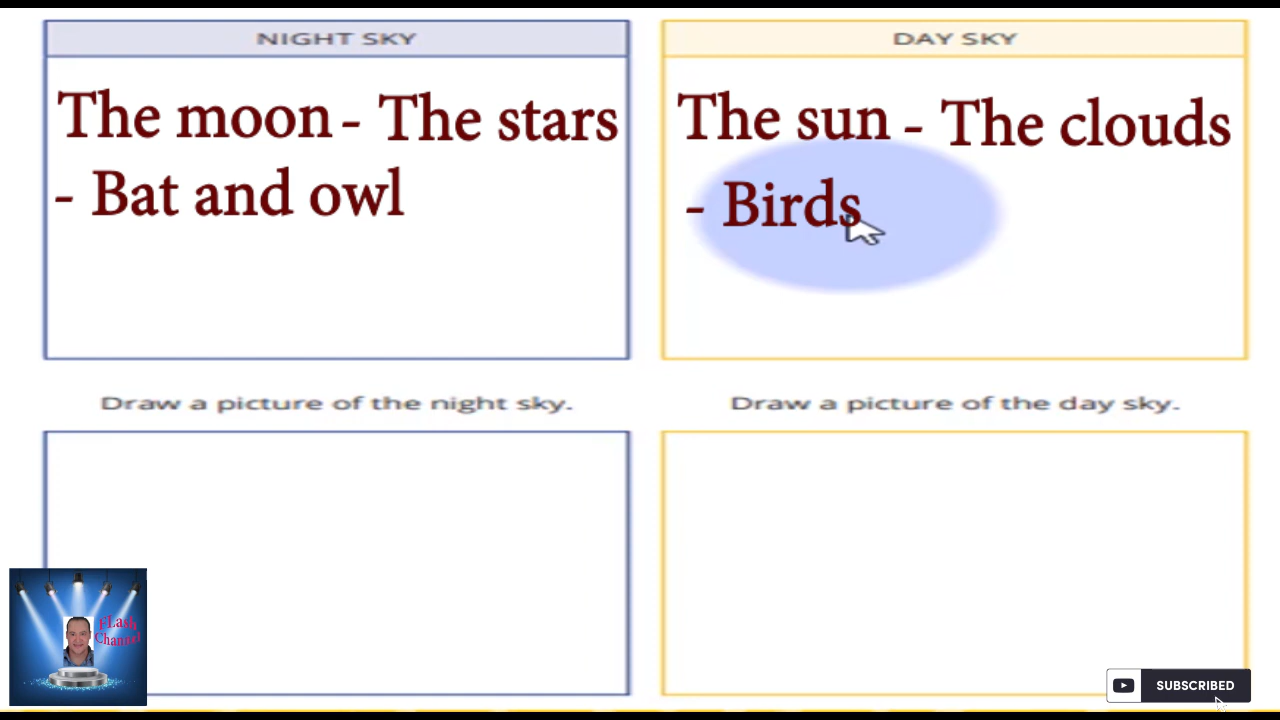 NIGHT SKY
The moon - The stars
- Bat and owl
DAY SKY
The sun - The clouds
- Birds
Draw a picture of the night sky.
Draw a picture of the day sky.
FLash
Channel
SUBSCRIBED